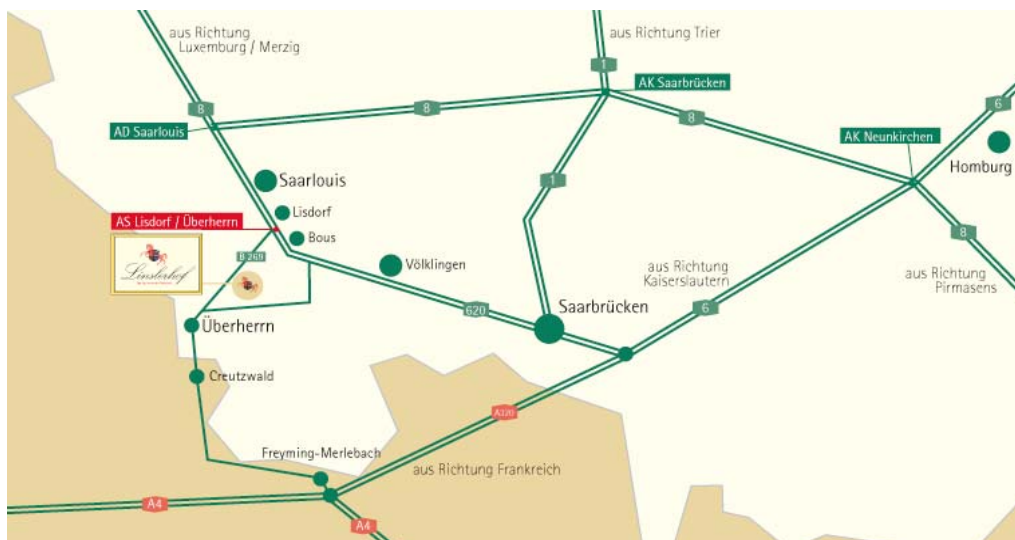 aus Richtung
Luxemburg / Merzig
aus Richtung Trier
1
AK Saarbrücken
6
8
8
8
AD Saarlouis
AK Neunkirchen
Homburg
Saarlouis
1
Lisdorf
AS Lisdorf / Überherrn
Bous
8
B 269
Linslerhof
Völklingen
aus Richtung
Kaiserslautern
aus Richtung
Pirmasens
620
Saarbrücken
6
Überherrn
Creutzwald
A320
Freyming-Merlebach
aus Richtung Frankreich
A4
A4